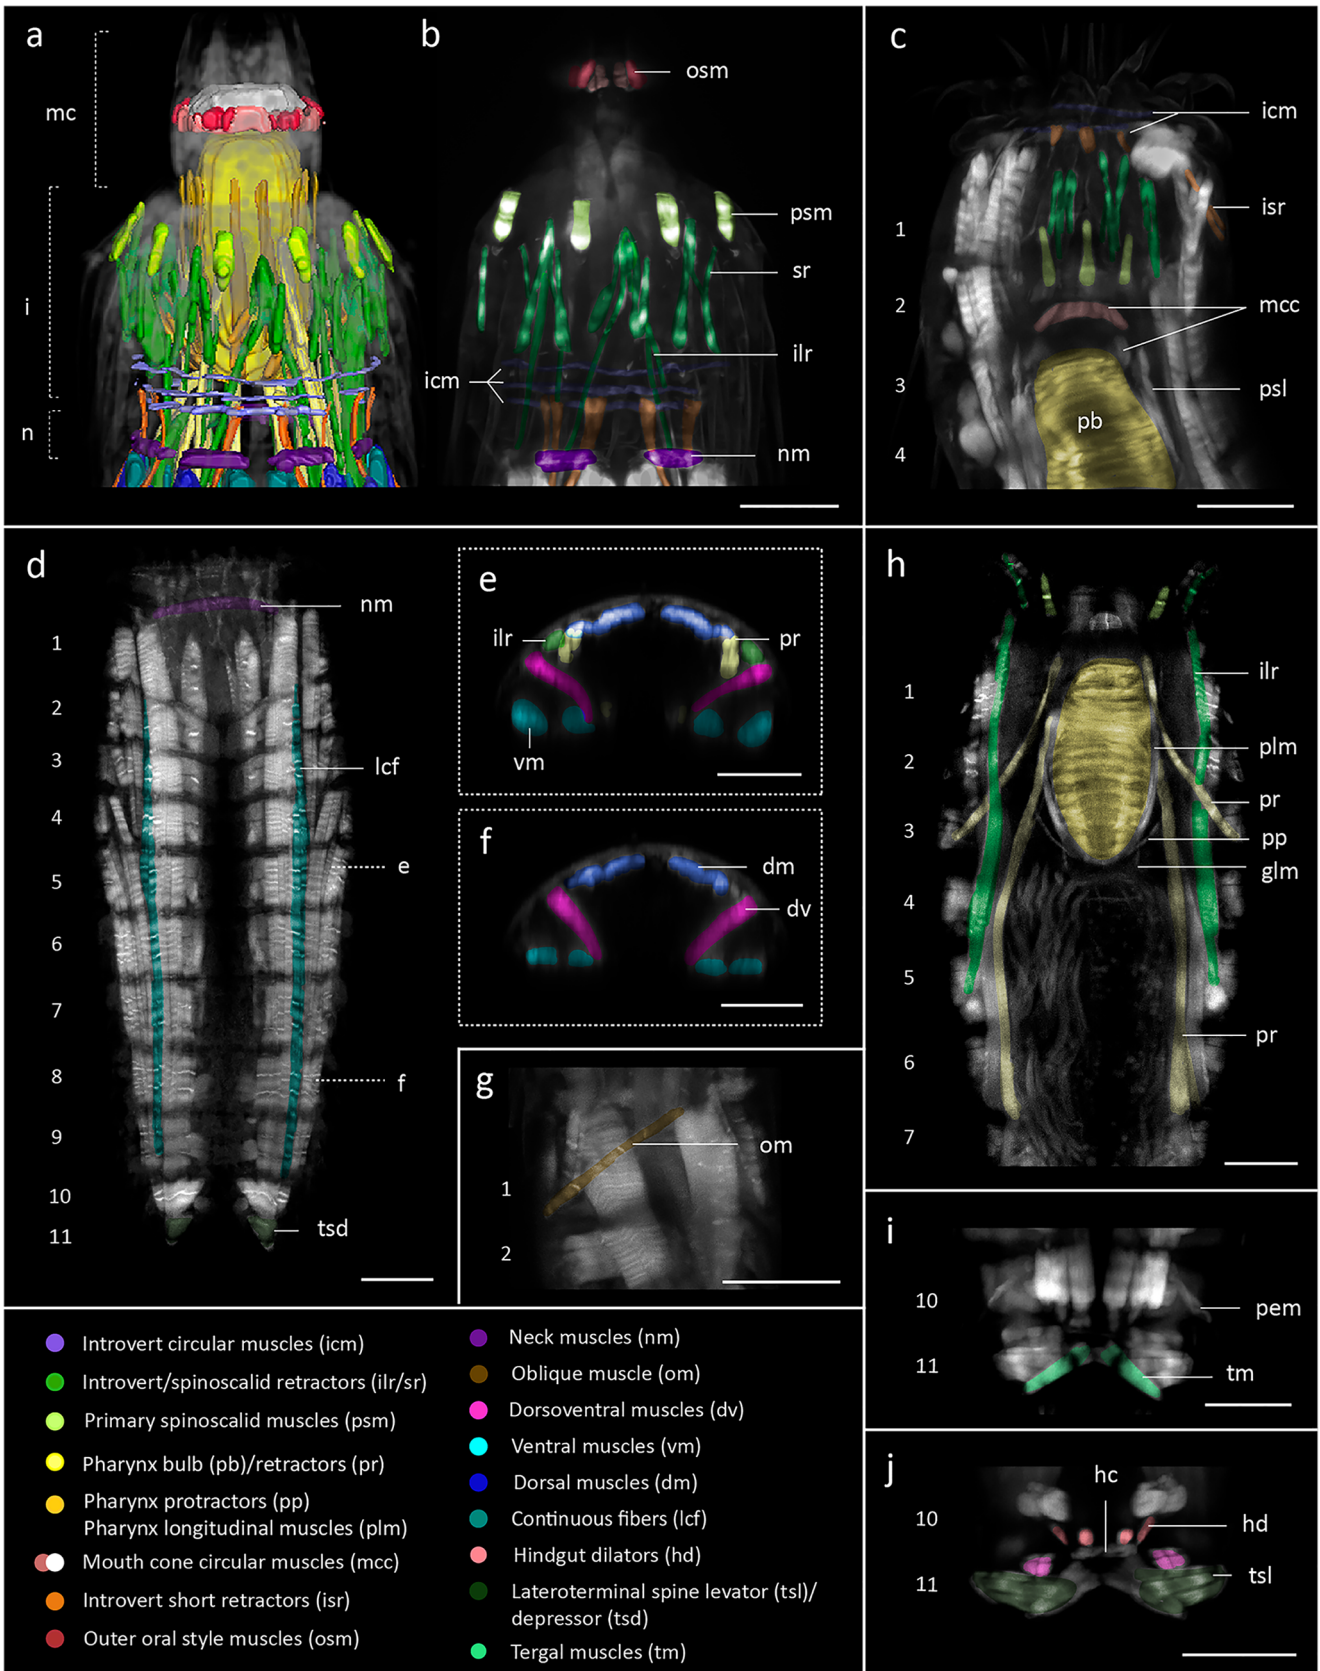 a
mc
i
n
b
osm
psm
sr
ilr
icm
nm
c
icm
isr
mcc
psl
pb
1
2
3
4
d
nm
lcf
e
f
tsd
1
2
3
4
5
6
7
8
9
10
11
e
ilr
pr
vm
f
dm
dv
g
om
1
2
h
ilr
plm
pr
pp
glm
pr
1
2
3
4
5
6
7
i
10
11
pem
tm
j
hc
hd
tsl
10
11
Introvert circular muscles (icm)
Introvert/spinoscalid retractors (ilr/sr)
Primary spinoscalid muscles (psm)
Pharynx bulb (pb)/retractors (pr)
Pharynx protractors (pp)
Pharynx longitudinal muscles (plm)
Mouth cone circular muscles (mcc)
Introvert short retractors (isr)
Outer oral style muscles (osm)
Neck muscles (nm)
Oblique muscle (om)
Dorsoventral muscles (dv)
Ventral muscles (vm)
Dorsal muscles (dm)
Continuous fibers (lcf)
Hindgut dilators (hd)
Lateroterminal spine levator (tsl)/
depressor (tsd)
Tergal muscles (tm)